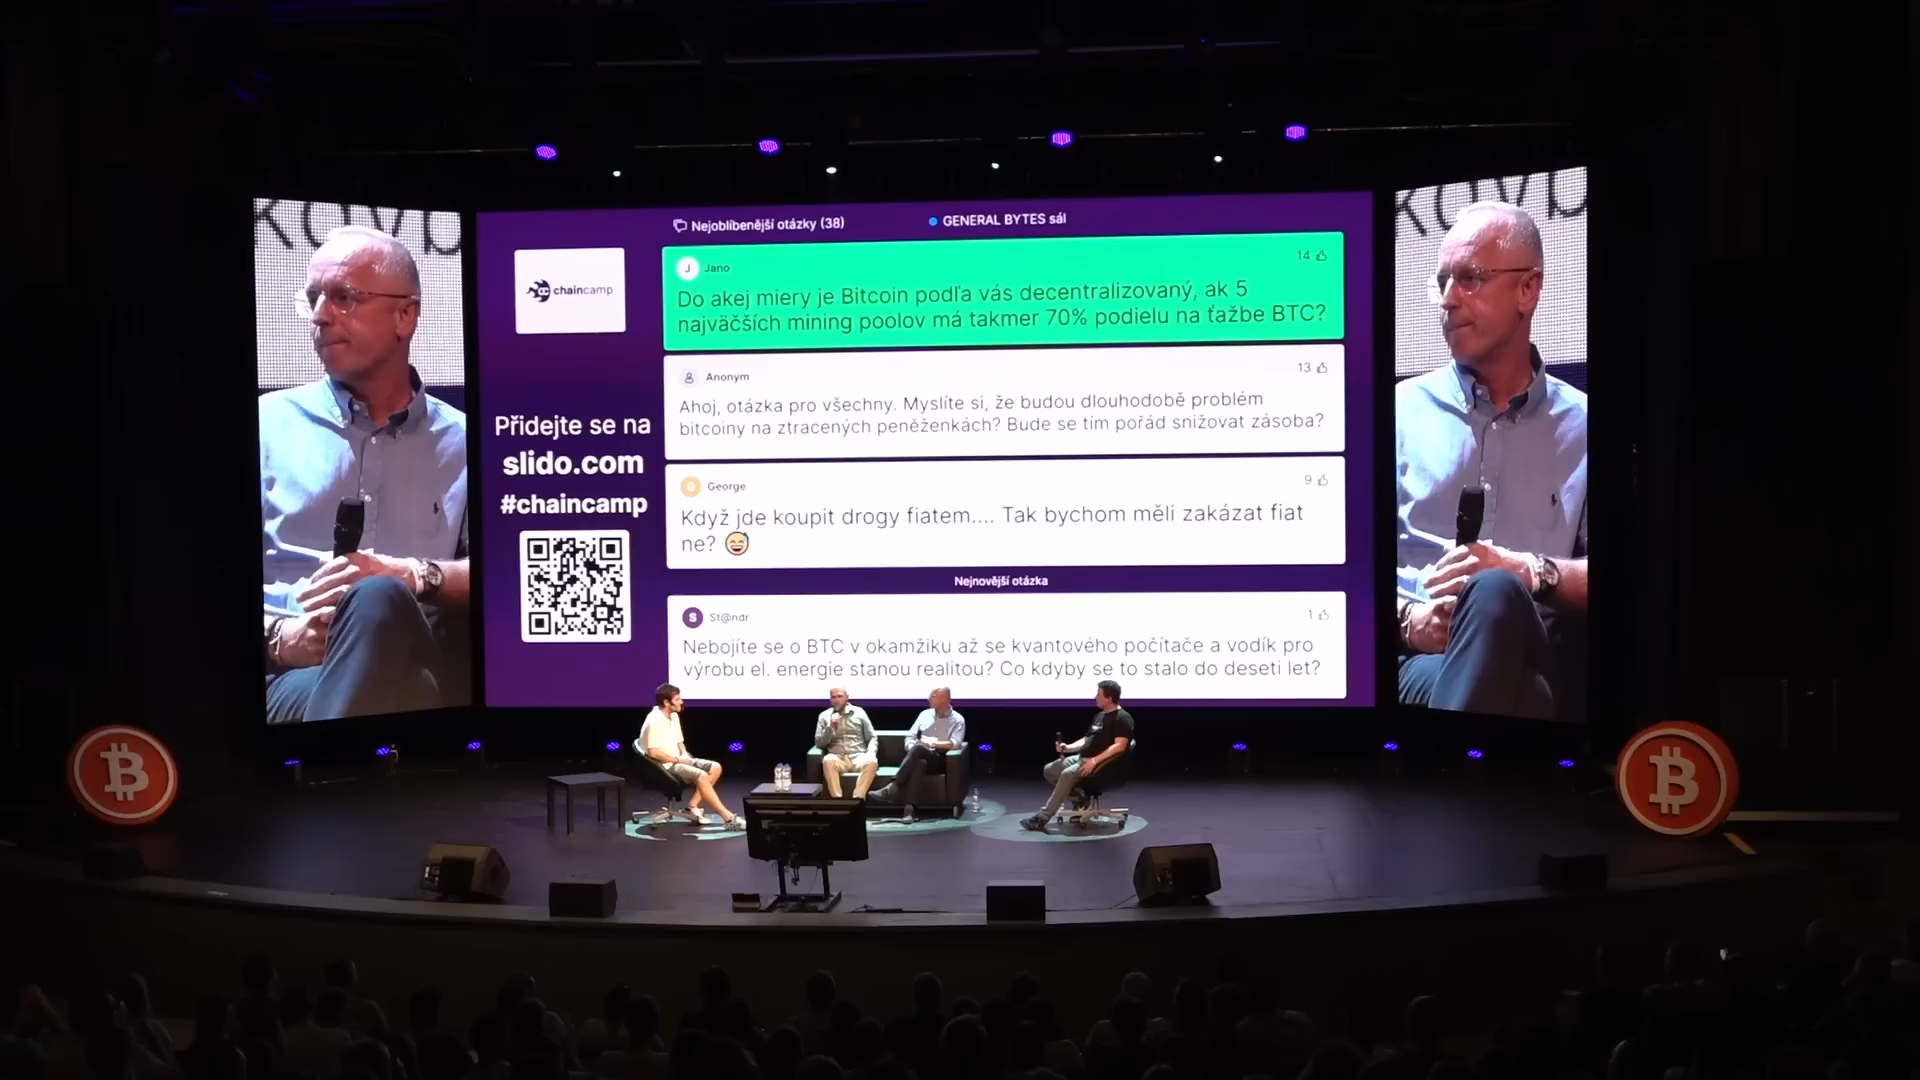 Nejoblíbenější otázky (38)
GENERAL BYTES sál
chaincamp
Přidejte se na
slido.com
#chaincamp
J Jano
14
Do akej miery je Bitcoin podľa vás decentralizovaný, ak 5
najväčších mining poolov má takmer 70% podielu na ťažbe BTC?
Anonym
13
Ahoj, otázka pro všechny. Myslíte si, že budou dlouhodobě problém
bitcoiny na ztracených peněženkách? Bude se tím pořád snižovat zásoba?
G George
9
Když jde koupit drogy fiatem.... Tak bychom měli zakázat fiat
ne? 😅
Nejnovější otázka
S St@ndr
1
Nebojíte se o BTC v okamžiku až se kvantového počítače a vodík pro
výrobu el. energie stanou realitou? Co kdyby se to stalo do deseti let?